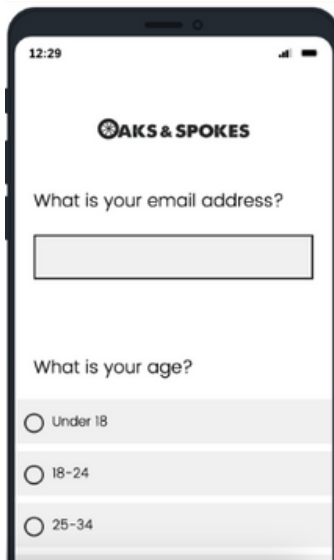 12:29
OAKS & SPOKES
What is your email address?
What is your age?
Under 18
18-24
25-34